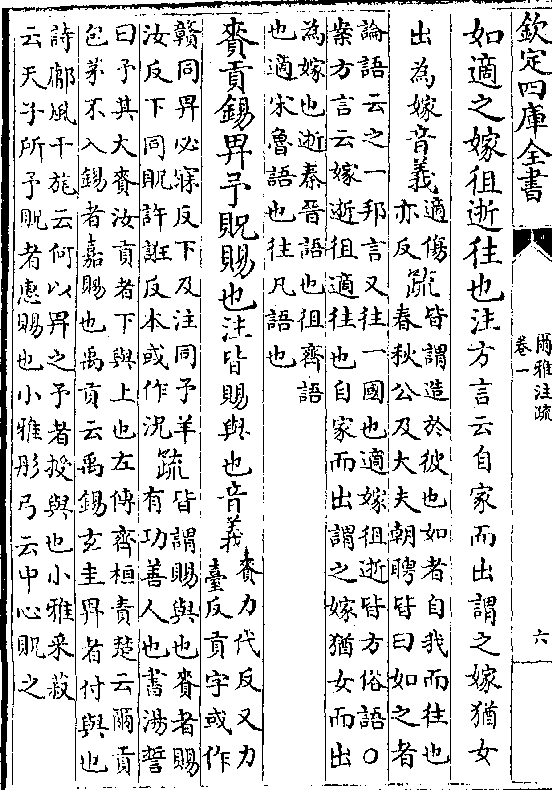 欽定四庫全書
爾雅注疏
卷一
六
如適之嫁徂逝往也注方言云自家而出謂之嫁猶女
出為嫁音義適傷
亦反疏皆謂造於彼也如者自我而往也
春秋公及大夫朝聘皆曰如之者
論語云之一邦言又往一國也適嫁徂逝皆方俗語○
案方言云嫁逝徂適往也自家而出謂之嫁猶女而出
為嫁也逝秦晉語也徂齊語
也適宋魯語也往凡語也
賚貢錫畀予貺賜也注皆賜與也音義賚力代反又力
臺反貢字或作
贛同畀必寐反下及注同予羊
汝反下同貺許誑反本或作況疏皆謂賜與也賚者賜
有功善人也書湯誓
曰予其大賚汝貢者下與上也左傳齊桓責楚云爾貢
包茅不入錫者嘉賜也禹貢云禹錫玄圭畀者付與也
詩鄘風干旄云何以畀之予者授與也小雅采菽
云天子所予貺者惠賜也小雅彤弓云中心貺之